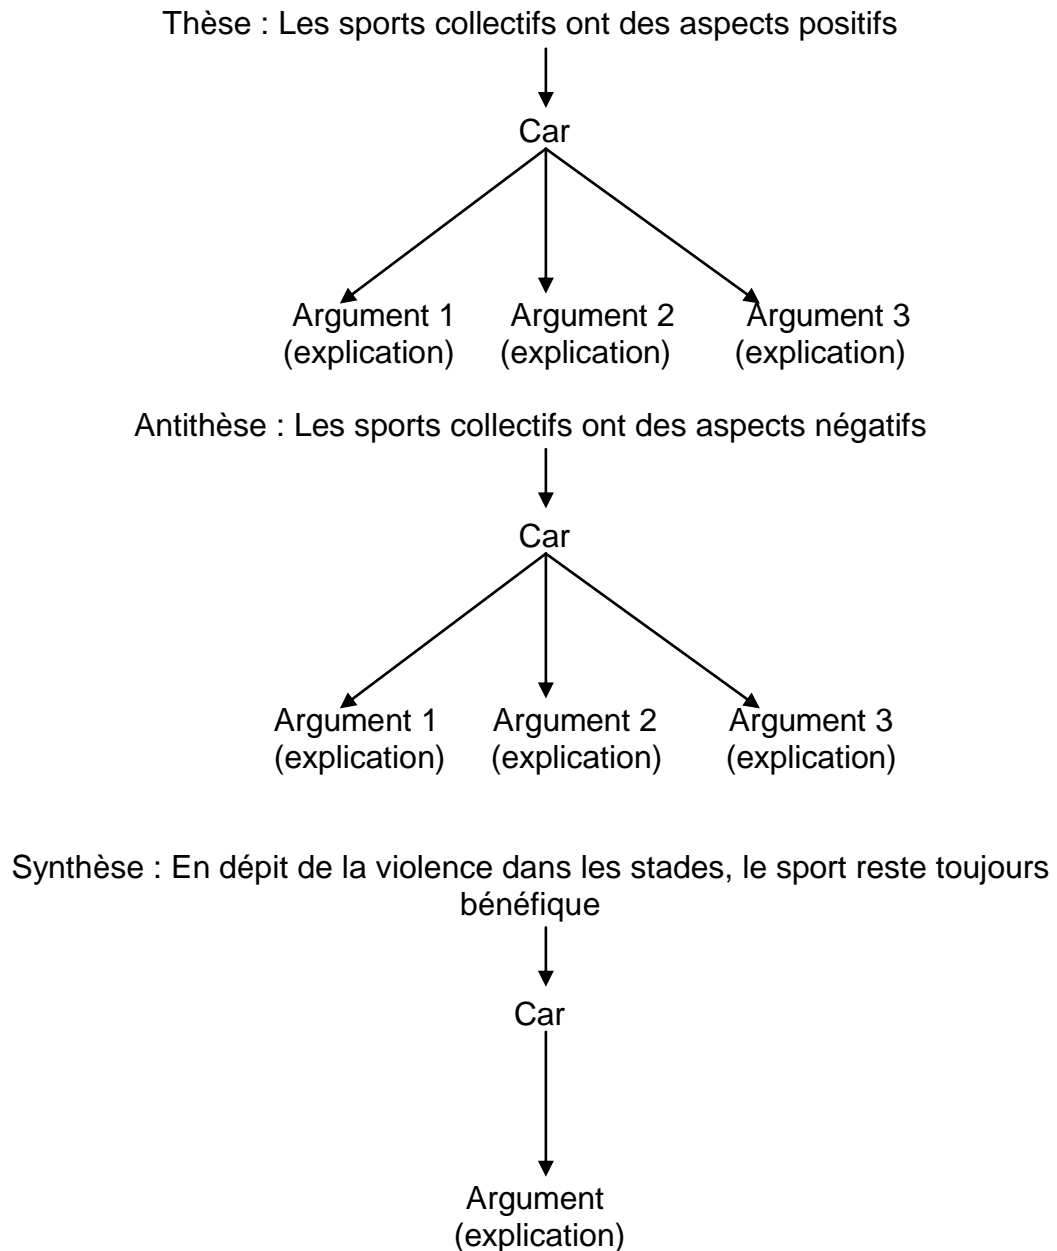 Thèse : Les sports collectifs ont des aspects positifs
Car
Argument 1 Argument 2 Argument 3
(explication) (explication) (explication)
Antithèse : Les sports collectifs ont des aspects négatifs
Car
Argument 1 Argument 2 Argument 3
(explication) (explication) (explication)
Synthèse : En dépit de la violence dans les stades, le sport reste toujours
bénéfique
Car
Argument
(explication)